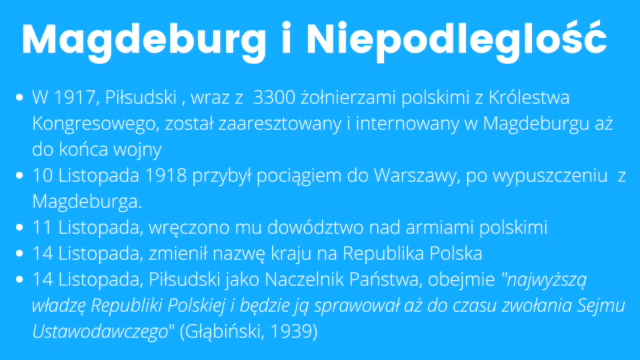 Magdeburg i Niepodleglość
• W 1917, Piłsudski , wraz z 3300 żołnierzami polskimi z Królestwa
Kongresowego, został zaaresztowany i internowany w Magdeburgu aż
do końca wojny
• 10 Listopada 1918 przybył pociągiem do Warszawy, po wypuszczeniu z
Magdeburga.
• 11 Listopada, wręczono mu dowództwo nad armiami polskimi
• 14 Listopada, zmienił nazwę kraju na Republika Polska
• 14 Listopada, Piłsudski jako Naczelnik Państwa, obejmie "najwyższą
władzę Republiki Polskiej i będzie ją sprawował aż do czasu zwołania Sejmu
Ustawodawczego" (Głąbiński, 1939)